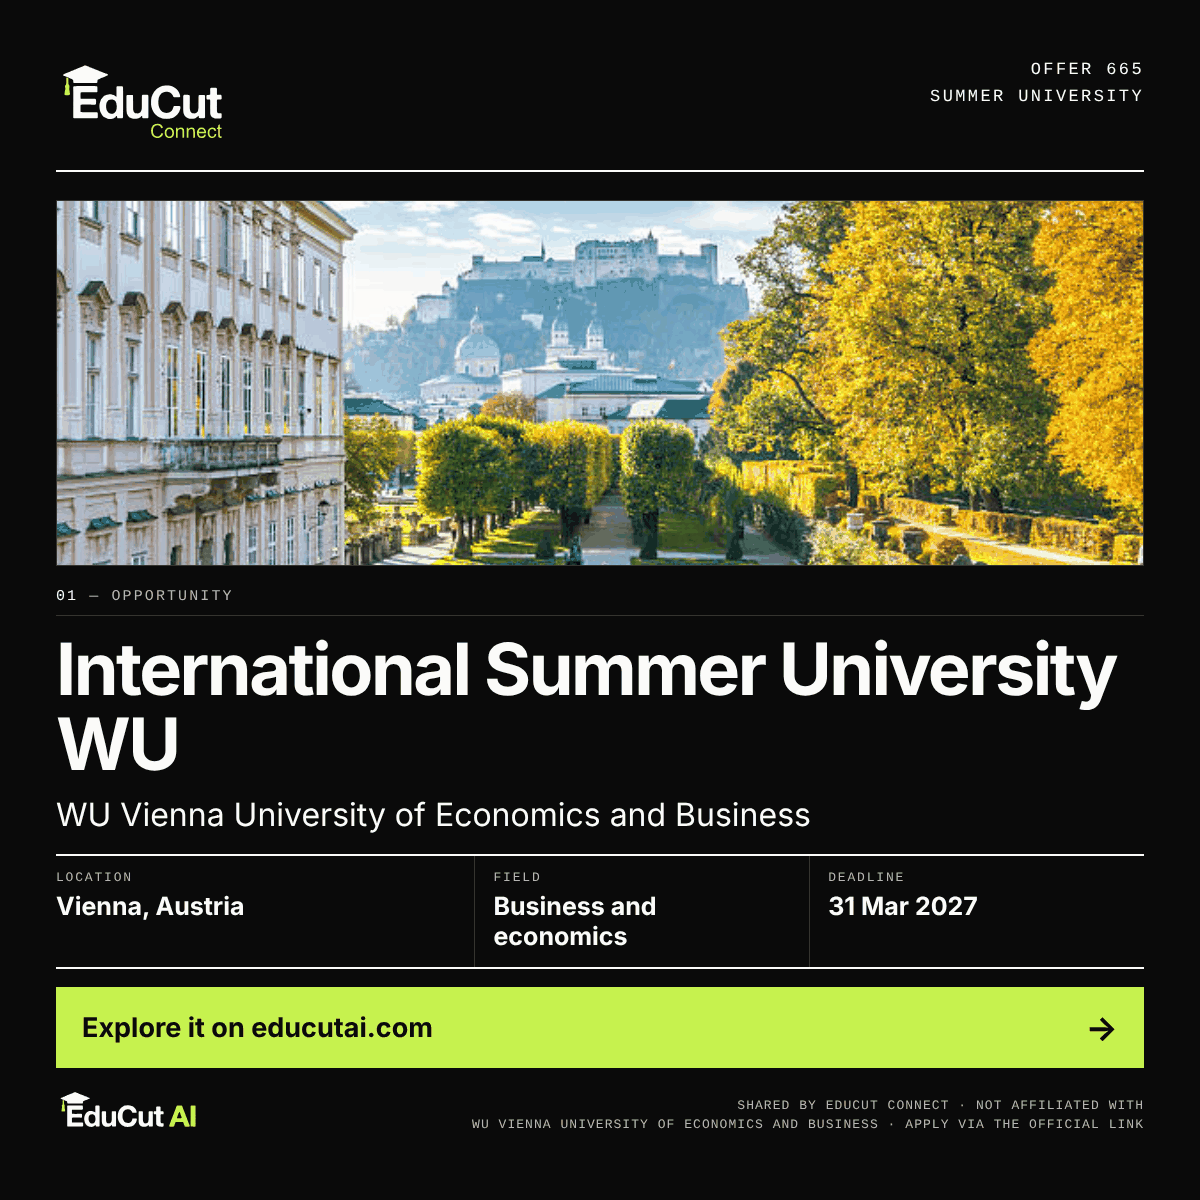 EduCut
Connect
OFFER 665
SUMMER UNIVERSITY
01 — OPPORTUNITY
International Summer University
WU
WU Vienna University of Economics and Business
LOCATION
Vienna, Austria
FIELD
Business and
economics
DEADLINE
31 Mar 2027
Explore it on educutai.com →
EduCut AI
SHARED BY EDUCUT CONNECT · NOT AFFILIATED WITH
WU VIENNA UNIVERSITY OF ECONOMICS AND BUSINESS · APPLY VIA THE OFFICIAL LINK